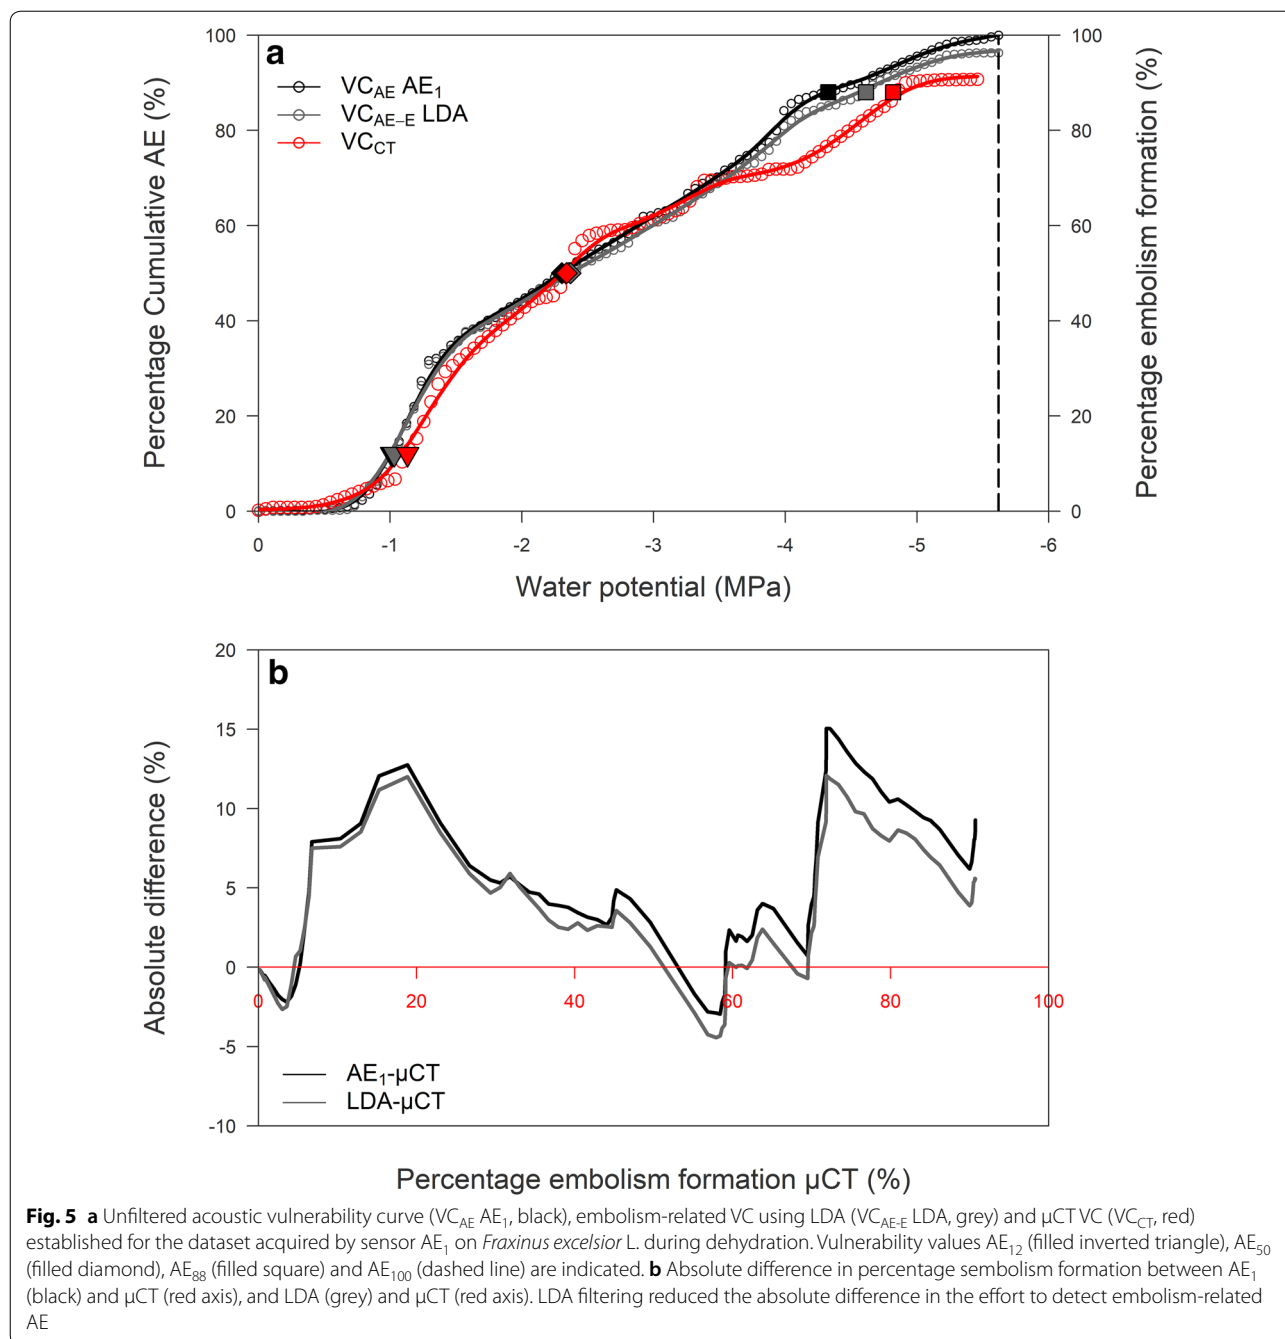 a
VC_AE AE₁
VC_AE–E LDA
VC_CT
Percentage Cumulative AE (%)
100
80
60
40
20
0
Percentage embolism formation (%)
100
80
60
40
20
0
0 -1 -2 -3 -4 -5 -6
Water potential (MPa)
b
Absolute difference (%)
20
15
10
5
0
-5
-10
0 20 40 60 80 100
AE₁-µCT
LDA-µCT
Percentage embolism formation µCT (%)
Fig. 5 a Unfiltered acoustic vulnerability curve (VC_AE AE₁, black), embolism-related VC using LDA (VC_AE-E LDA, grey) and µCT VC (VC_CT, red)
established for the dataset acquired by sensor AE₁ on Fraxinus excelsior L. during dehydration. Vulnerability values AE₁₂ (filled inverted triangle), AE₅₀
(filled diamond), AE₈₈ (filled square) and AE₁₀₀ (dashed line) are indicated. b Absolute difference in percentage sembolism formation between AE₁
(black) and µCT (red axis), and LDA (grey) and µCT (red axis). LDA filtering reduced the absolute difference in the effort to detect embolism-related
AE